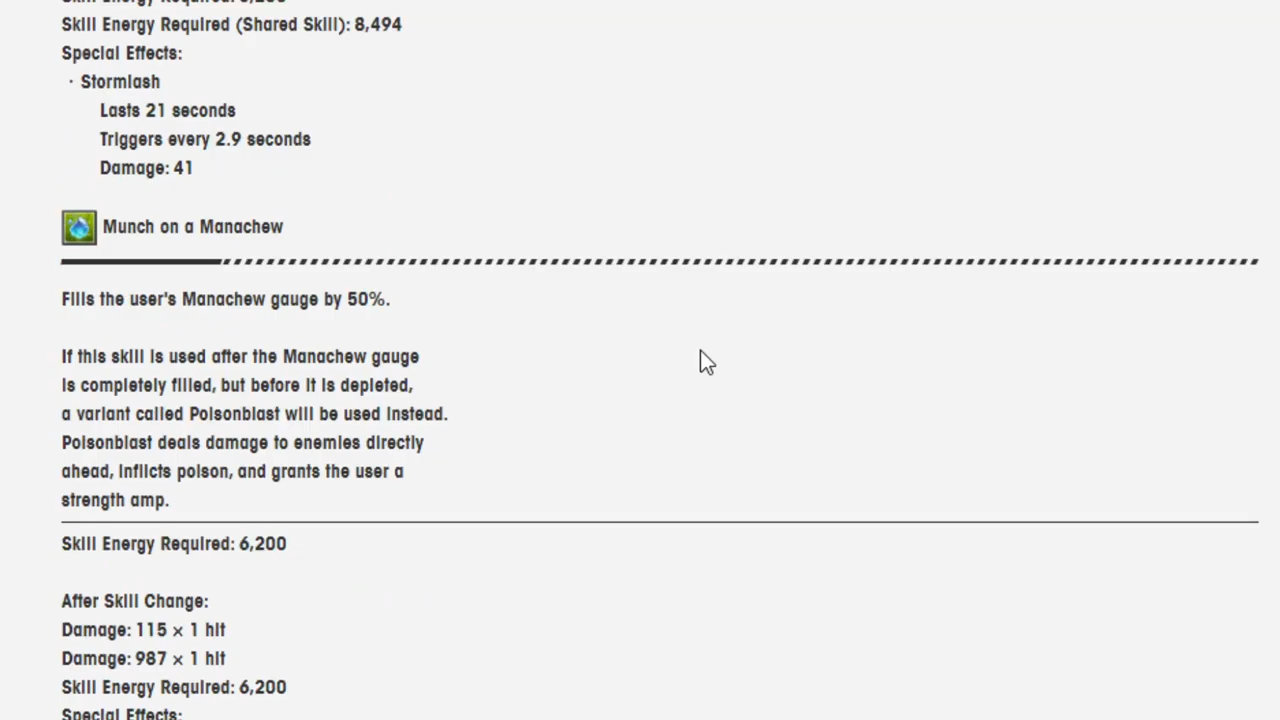 Skill Energy Required (Shared Skill): 8,494
Special Effects:
· Stormlash
Lasts 21 seconds
Triggers every 2.9 seconds
Damage: 41
Munch on a Manachew
Fills the user's Manachew gauge by 50%.
If this skill is used after the Manachew gauge
is completely filled, but before it is depleted,
a variant called Poisonblast will be used instead.
Poisonblast deals damage to enemies directly
ahead, inflicts poison, and grants the user a
strength amp.
Skill Energy Required: 6,200
After Skill Change:
Damage: 115 × 1 hit
Damage: 987 × 1 hit
Skill Energy Required: 6,200
Special Effects: